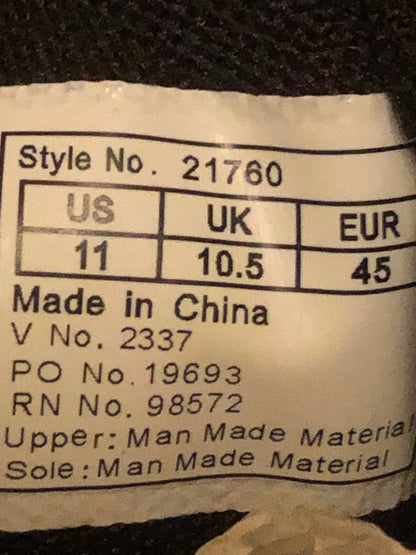 Style No. 21760
US UK EUR
11 10.5 45
Made in China
V No. 2337
PO No. 19693
RN No. 98572
Upper: Man Made Material
Sole: Man Made Material